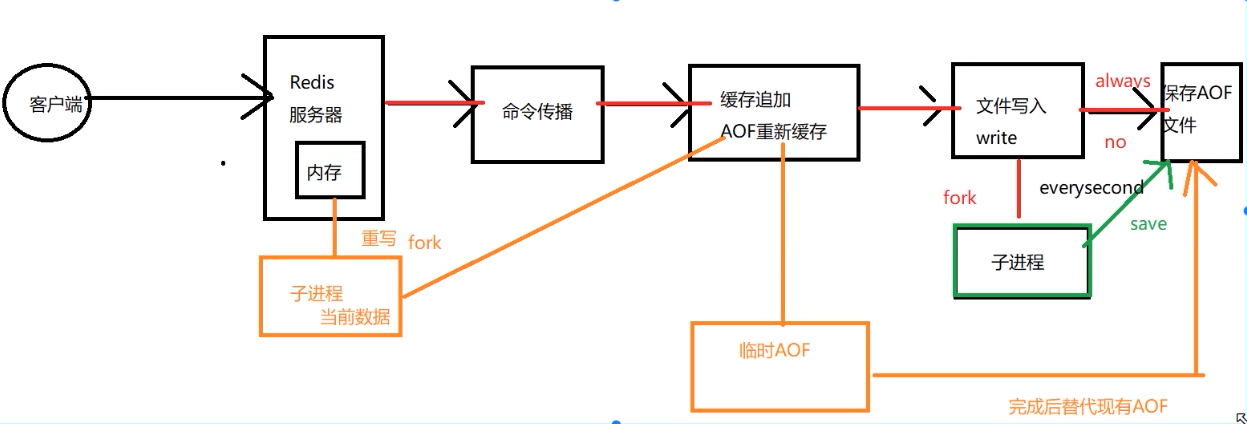 客户端
Redis
服务器
内存
命令传播
缓存追加
AOF重新缓存
文件写入
write
always
no
保存AOF
文件
fork
everysecond
save
子进程
重写
fork
子进程
当前数据
临时AOF
完成后替代现有AOF